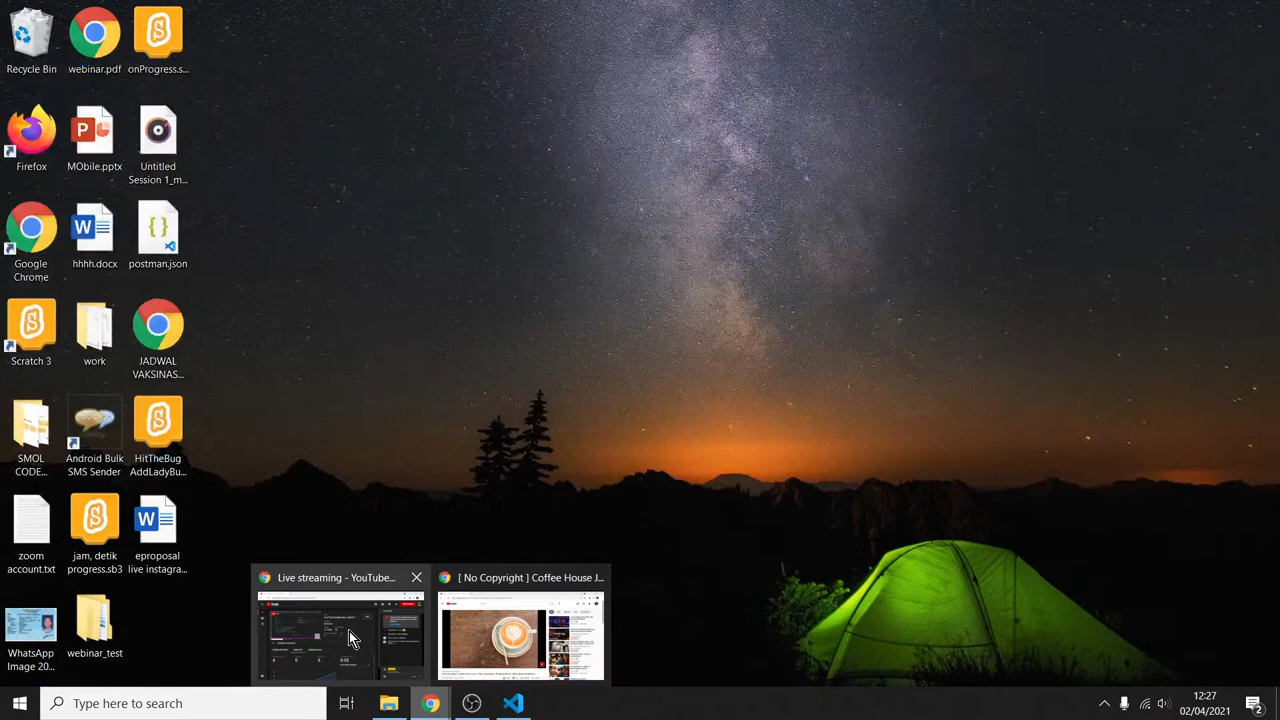 Recycle Bin
webinar.pdf
onProgress.s...
Firefox
MObile.pptx
Untitled
Session 1_m...
Google
Chrome
hhhh.docx
postman.json
Scratch 3
work
JADWAL
VAKSINAS...
SMOL
CODE...
Android Bulk
SMS Sender
HitTheBug
AddLadyBu...
zoom
account.txt
jam, detik
progress.sb3
eproposal
live instagra...
WhatsApp
Image 20...
webinar_test
Live streaming - YouTube...
[ No Copyright ] Coffee House J...
Type here to search
12:27
02/04/2021
2